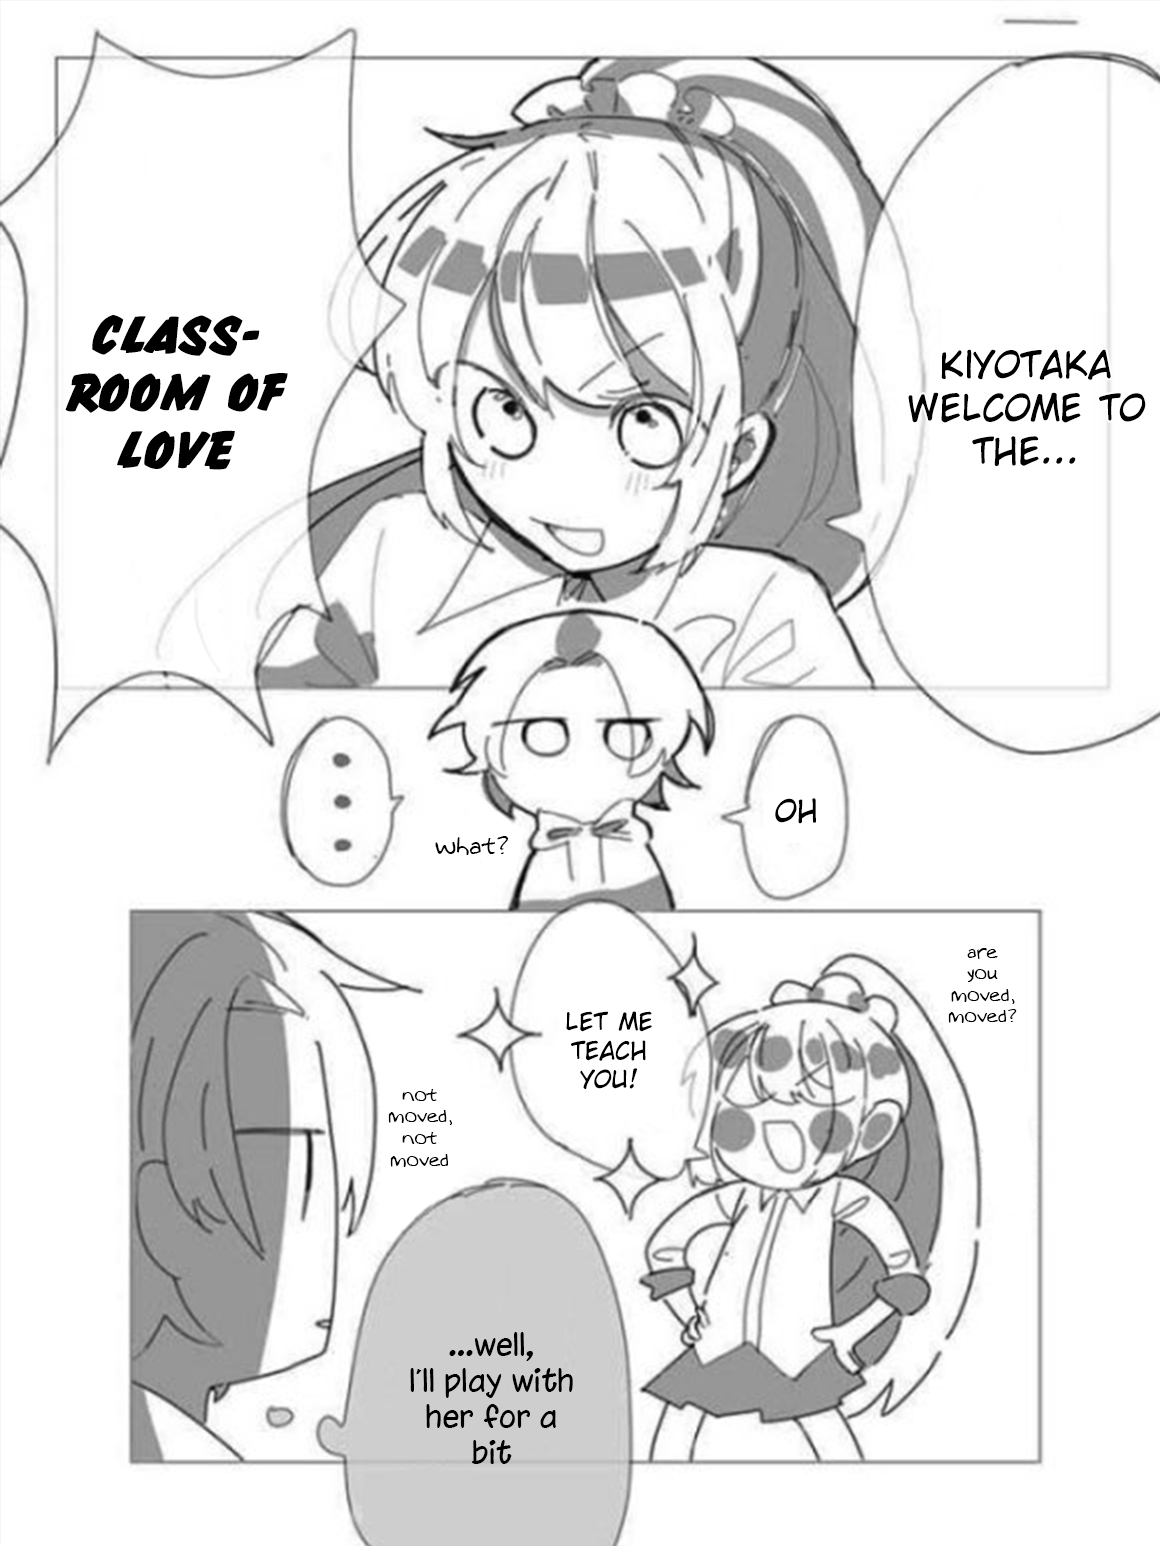 KIYOTAKA
WELCOME TO
THE...
CLASS-
ROOM OF
LOVE
OH
what?
...
are
you
moved,
moved?
LET ME
TEACH
YOU!
not
moved,
not
moved
...well,
I'll play with
her for a
bit